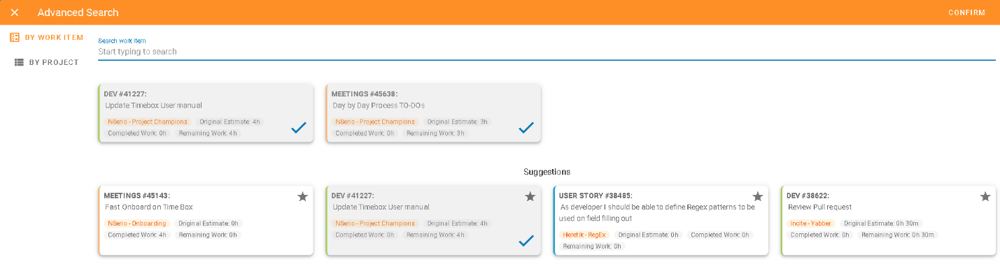 Advanced Search
CONFIRM
BY WORK ITEM
BY PROJECT
Search work item
Start typing to search
DEV #41227:
Update Timebox User manual
NSerio - Project Champions Original Estimate: 4h
Completed Work: 0h Remaining Work: 4h
MEETINGS #45638:
Day by Day Process TO-DOs
NSerio - Project Champions Original Estimate: 3h
Completed Work: 0h Remaining Work: 3h
Suggestions
MEETINGS #45143:
Fast Onboard on Time Box
NSerio - Onboarding Original Estimate: 0h
Completed Work: 4h Remaining Work: 0h
DEV #41227:
Update Timebox User manual
NSerio - Project Champions Original Estimate: 4h
Completed Work: 0h Remaining Work: 4h
USER STORY #38485:
As developer I should be able to define Regex patterns to be
used on field filling out
Heretik - RegEx Original Estimate: 0h Completed Work: 0h
Remaining Work: 0h
DEV #38622:
Review Pull request
Incite - Yabber Original Estimate: 0h 30m
Completed Work: 0h Remaining Work: 0h 30m